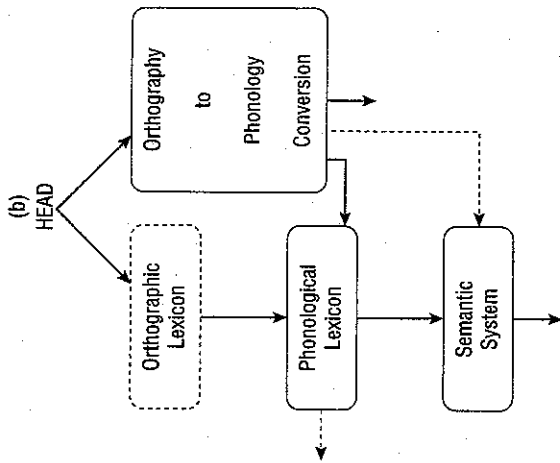 (b)
HEAD
Orthographic
Lexicon
Orthography
to
Phonology
Conversion
Phonological
Lexicon
Semantic
System